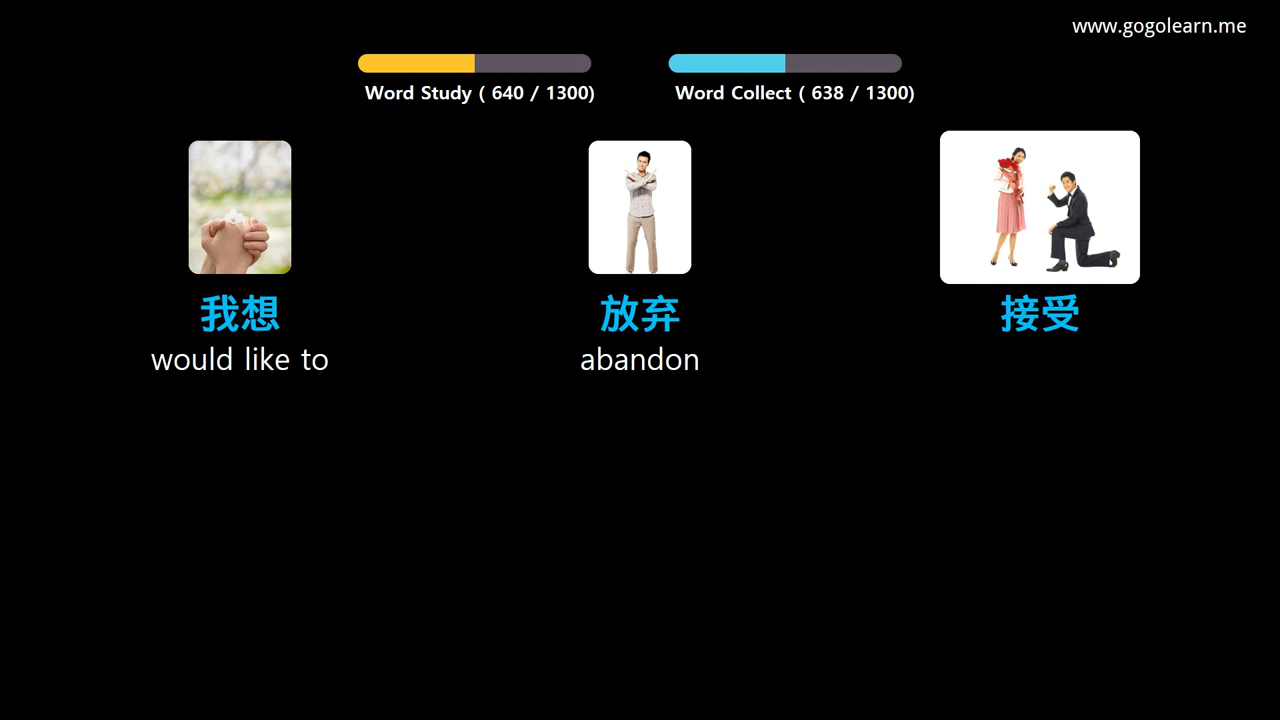 www.gogolearn.me
Word Study ( 640 / 1300)
Word Collect ( 638 / 1300)
我想
放弃
接受
would like to
abandon